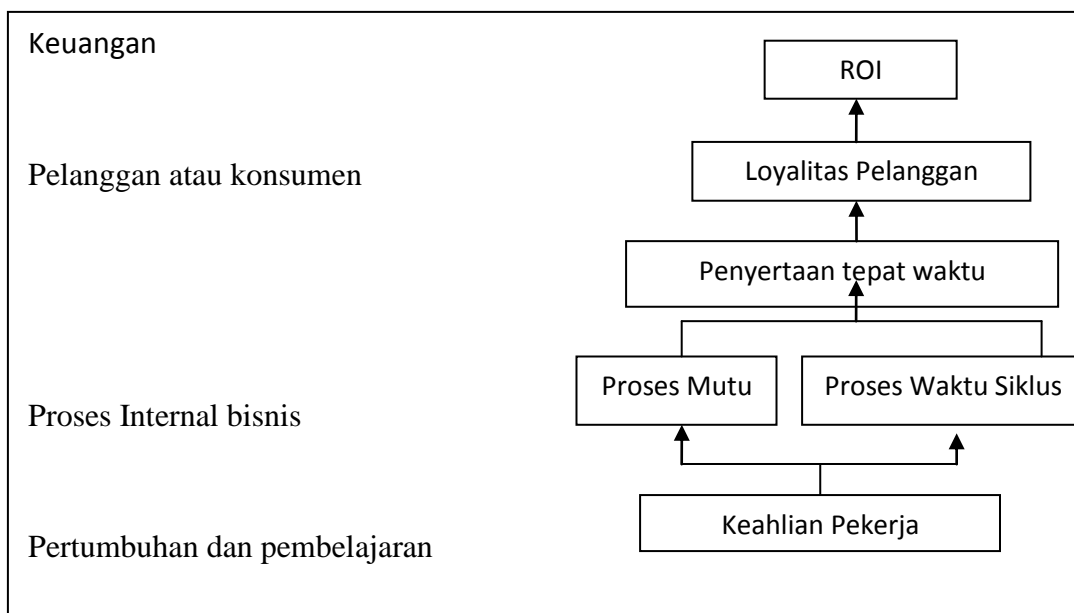 Keuangan
ROI
Pelanggan atau konsumen
Loyalitas Pelanggan
Penyertaan tepat waktu
Proses Mutu
Proses Waktu Siklus
Proses Internal bisnis
Keahlian Pekerja
Pertumbuhan dan pembelajaran